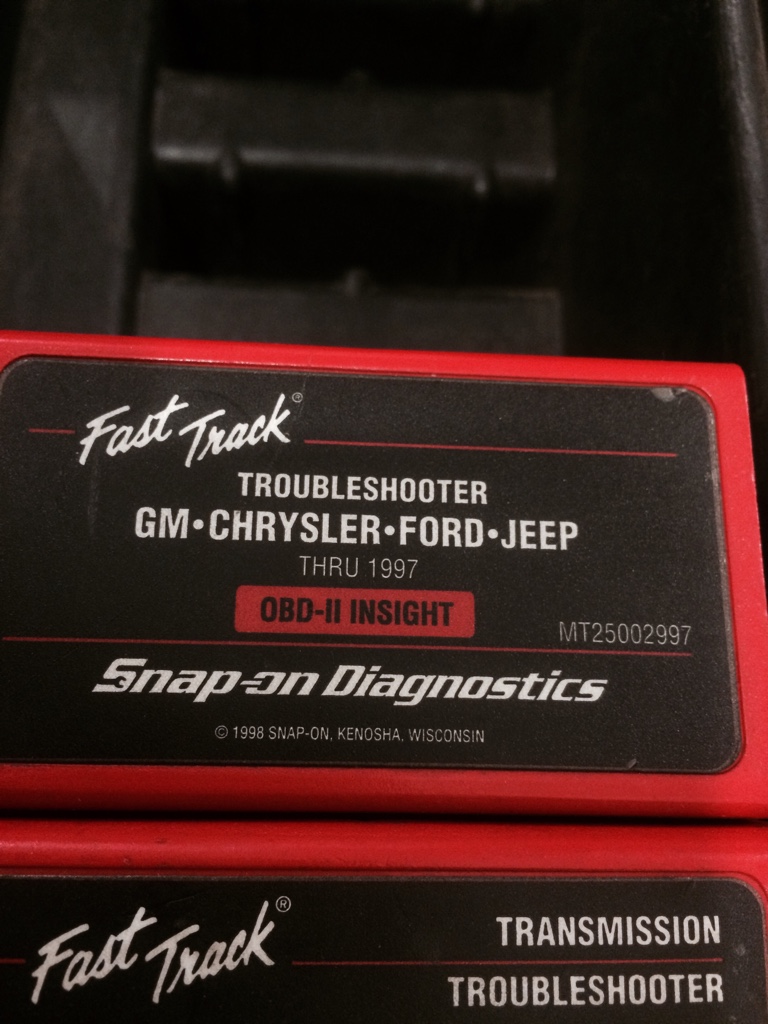 Fast Track®
TROUBLESHOOTER
GM•CHRYSLER•FORD•JEEP
THRU 1997
OBD-II INSIGHT
MT25002997
Snap-on Diagnostics
© 1998 SNAP-ON, KENOSHA, WISCONSIN
Fast Track®
TRANSMISSION
TROUBLESHOOTER